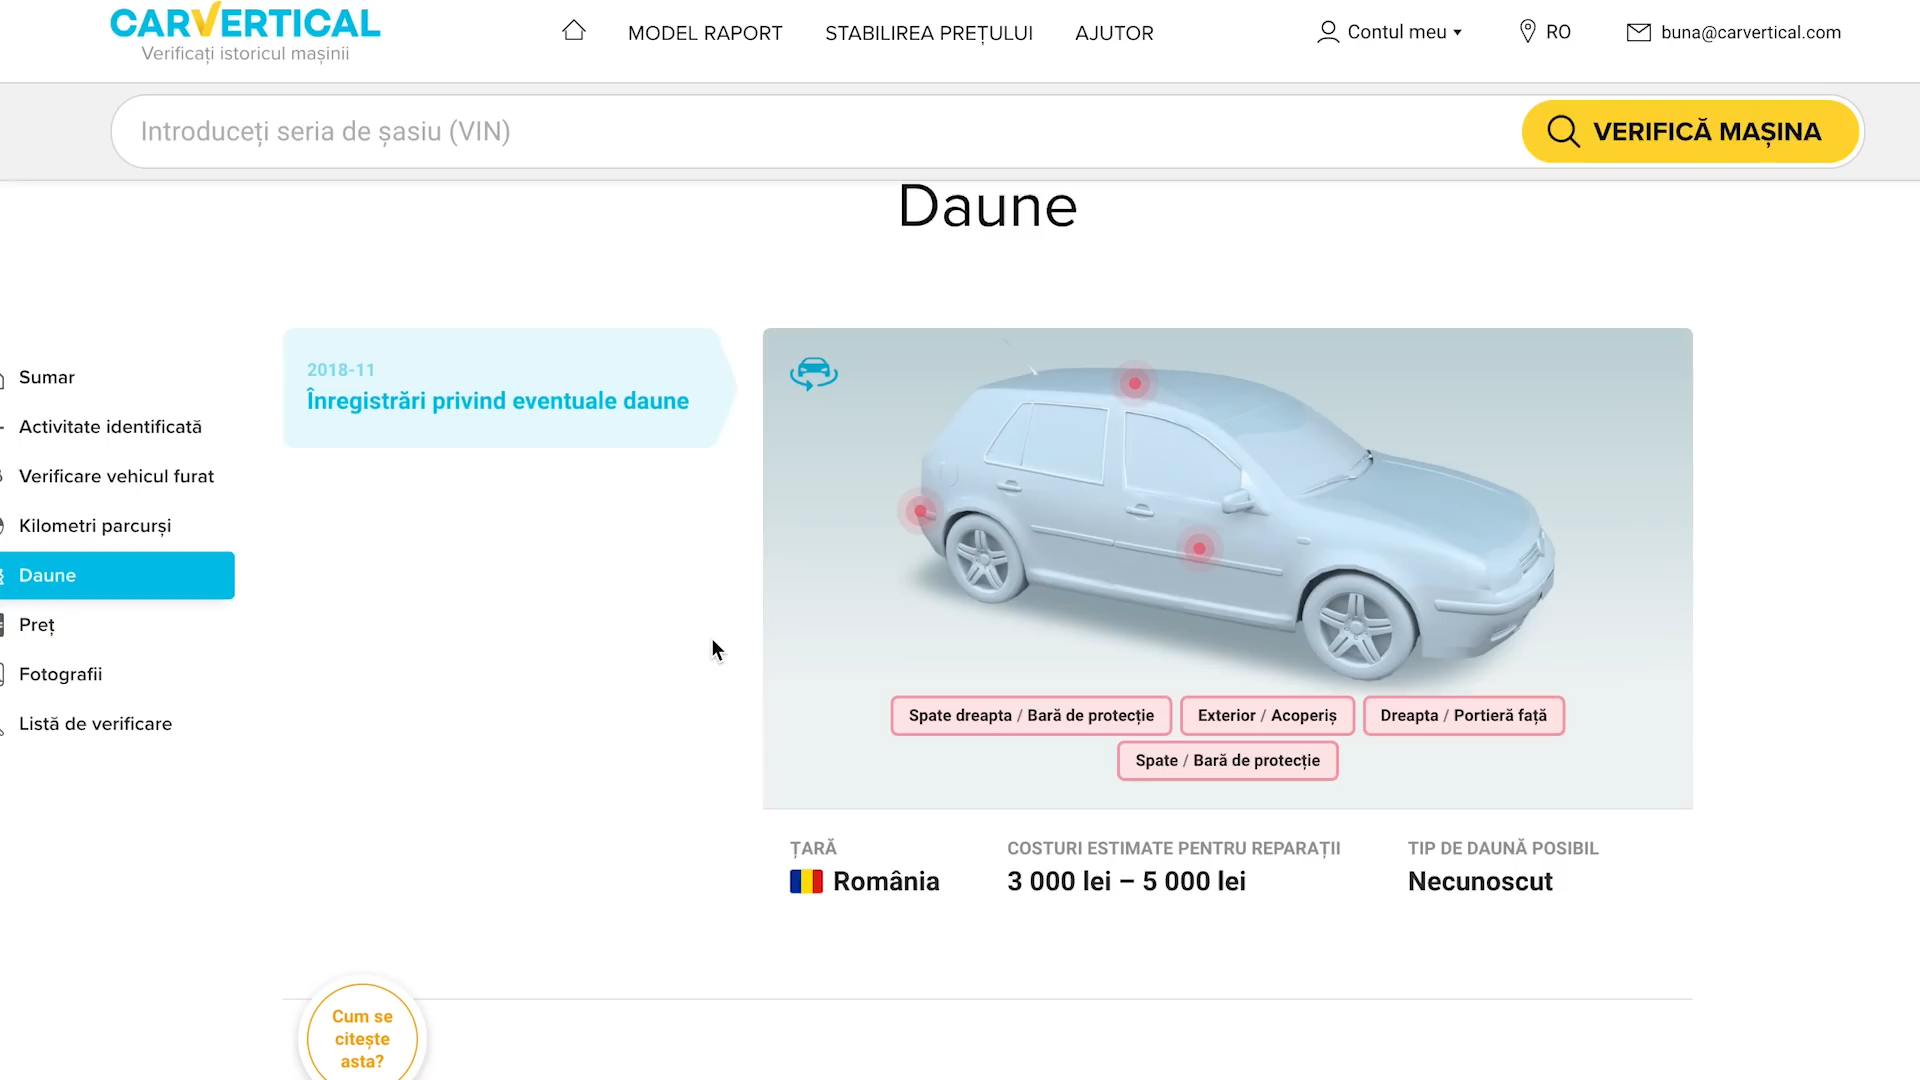 CARVERTICAL
Verificați istoricul mașinii
MODEL RAPORT
STABILIREA PREȚULUI
AJUTOR
Contul meu
RO
buna@carvertical.com
Introduceți seria de șasiu (VIN)
VERIFICĂ MAȘINA
Daune
Sumar
Activitate identificată
Verificare vehicul furat
Kilometri parcurși
Daune
Preț
Fotografii
Listă de verificare
2018-11
Înregistrări privind eventuale daune
Spate dreapta / Bară de protecție
Exterior / Acoperiș
Dreapta / Portieră față
Spate / Bară de protecție
ȚARĂ
România
COSTURI ESTIMATE PENTRU REPARAȚII
3 000 lei – 5 000 lei
TIP DE DAUNĂ POSIBIL
Necunoscut
Cum se
citește
asta?